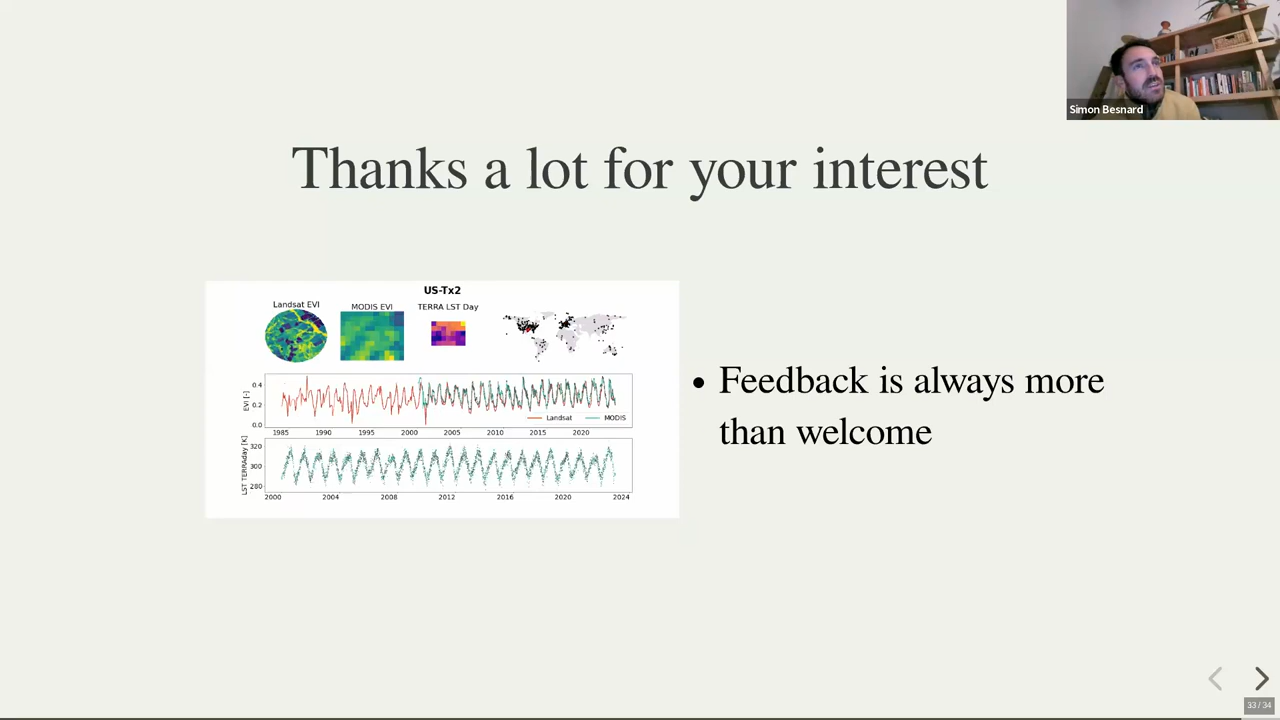 Simon Besnard
Thanks a lot for your interest
US-Tx2
Landsat EVI
MODIS EVI
TERRA LST Day
EVI [-]
0.4
0.2
0.0
Landsat
MODIS
1985 1990 1995 2000 2005 2010 2015 2020
LST TERRAday [K]
320
300
280
2000 2004 2008 2012 2016 2020 2024
• Feedback is always more
than welcome
33 / 34